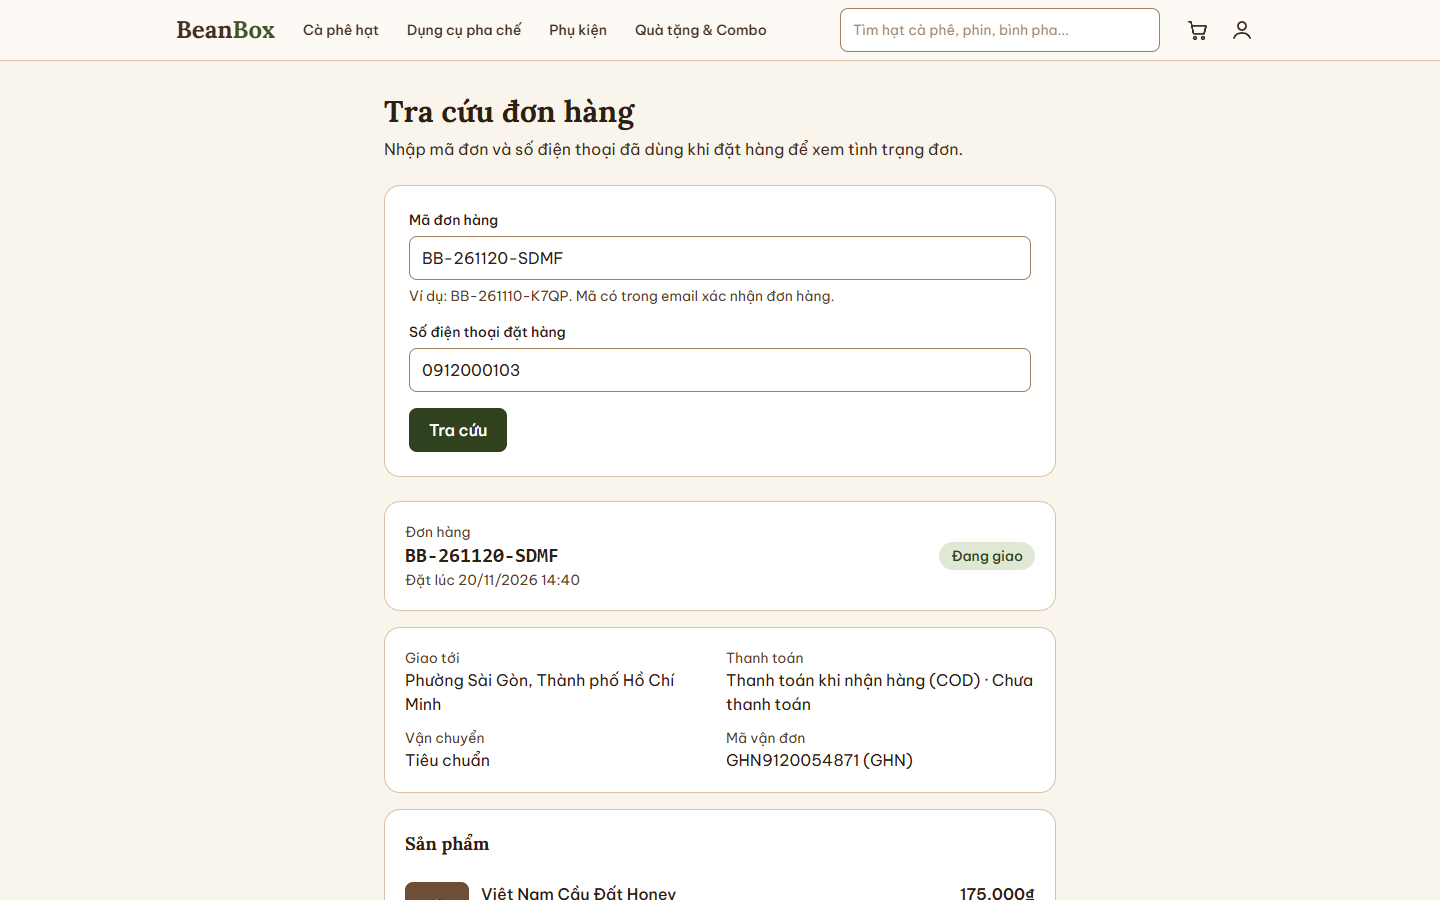 BeanBox Cà phê hạt Dụng cụ pha chế Phụ kiện Quà tặng & Combo Tìm hạt cà phê, phin, bình pha...
Tra cứu đơn hàng
Nhập mã đơn và số điện thoại đã dùng khi đặt hàng để xem tình trạng đơn.
Mã đơn hàng
BB-261120-SDMF
Ví dụ: BB-261110-K7QP. Mã có trong email xác nhận đơn hàng.
Số điện thoại đặt hàng
0912000103
Tra cứu
Đơn hàng
BB-261120-SDMF
Đang giao
Đặt lúc 20/11/2026 14:40
Giao tới
Phường Sài Gòn, Thành phố Hồ Chí
Minh
Thanh toán
Thanh toán khi nhận hàng (COD) · Chưa
thanh toán
Vận chuyển
Tiêu chuẩn
Mã vận đơn
GHN9120054871 (GHN)
Sản phẩm
Việt Nam Cầu Đất Honey 175.000₫